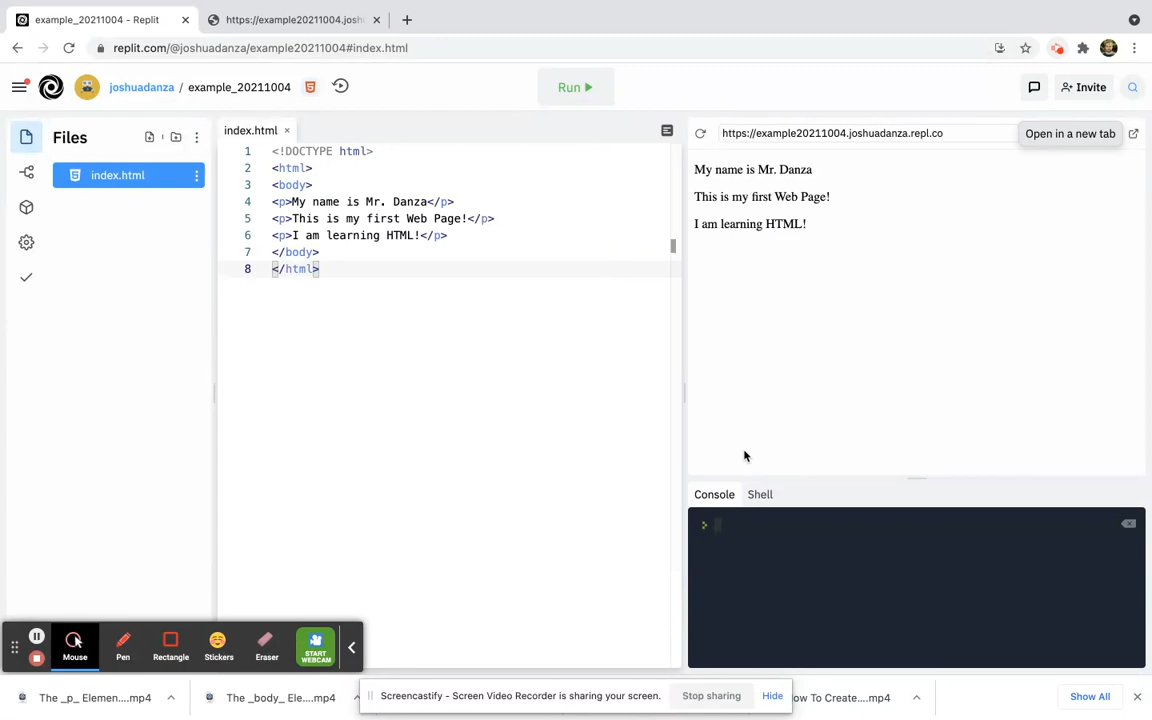 example_20211004 - Replit
https://example20211004.josh
replit.com/@joshuadanza/example20211004#index.html
joshuadanza / example_20211004
Run
Invite
Files
index.html
index.html
https://example20211004.joshuadanza.repl.co
Open in a new tab
1 <!DOCTYPE html>
2 <html>
3 <body>
4 <p>My name is Mr. Danza</p>
5 <p>This is my first Web Page!</p>
6 <p>I am learning HTML!</p>
7 </body>
8 </html>
My name is Mr. Danza
This is my first Web Page!
I am learning HTML!
Console
Shell
Mouse
Pen
Rectangle
Stickers
Eraser
START
WEBCAM
The _p_ Elemen....mp4
The _body_ Ele....mp4
Screencastify - Screen Video Recorder is sharing your screen.
Stop sharing
Hide
How To Create....mp4
Show All